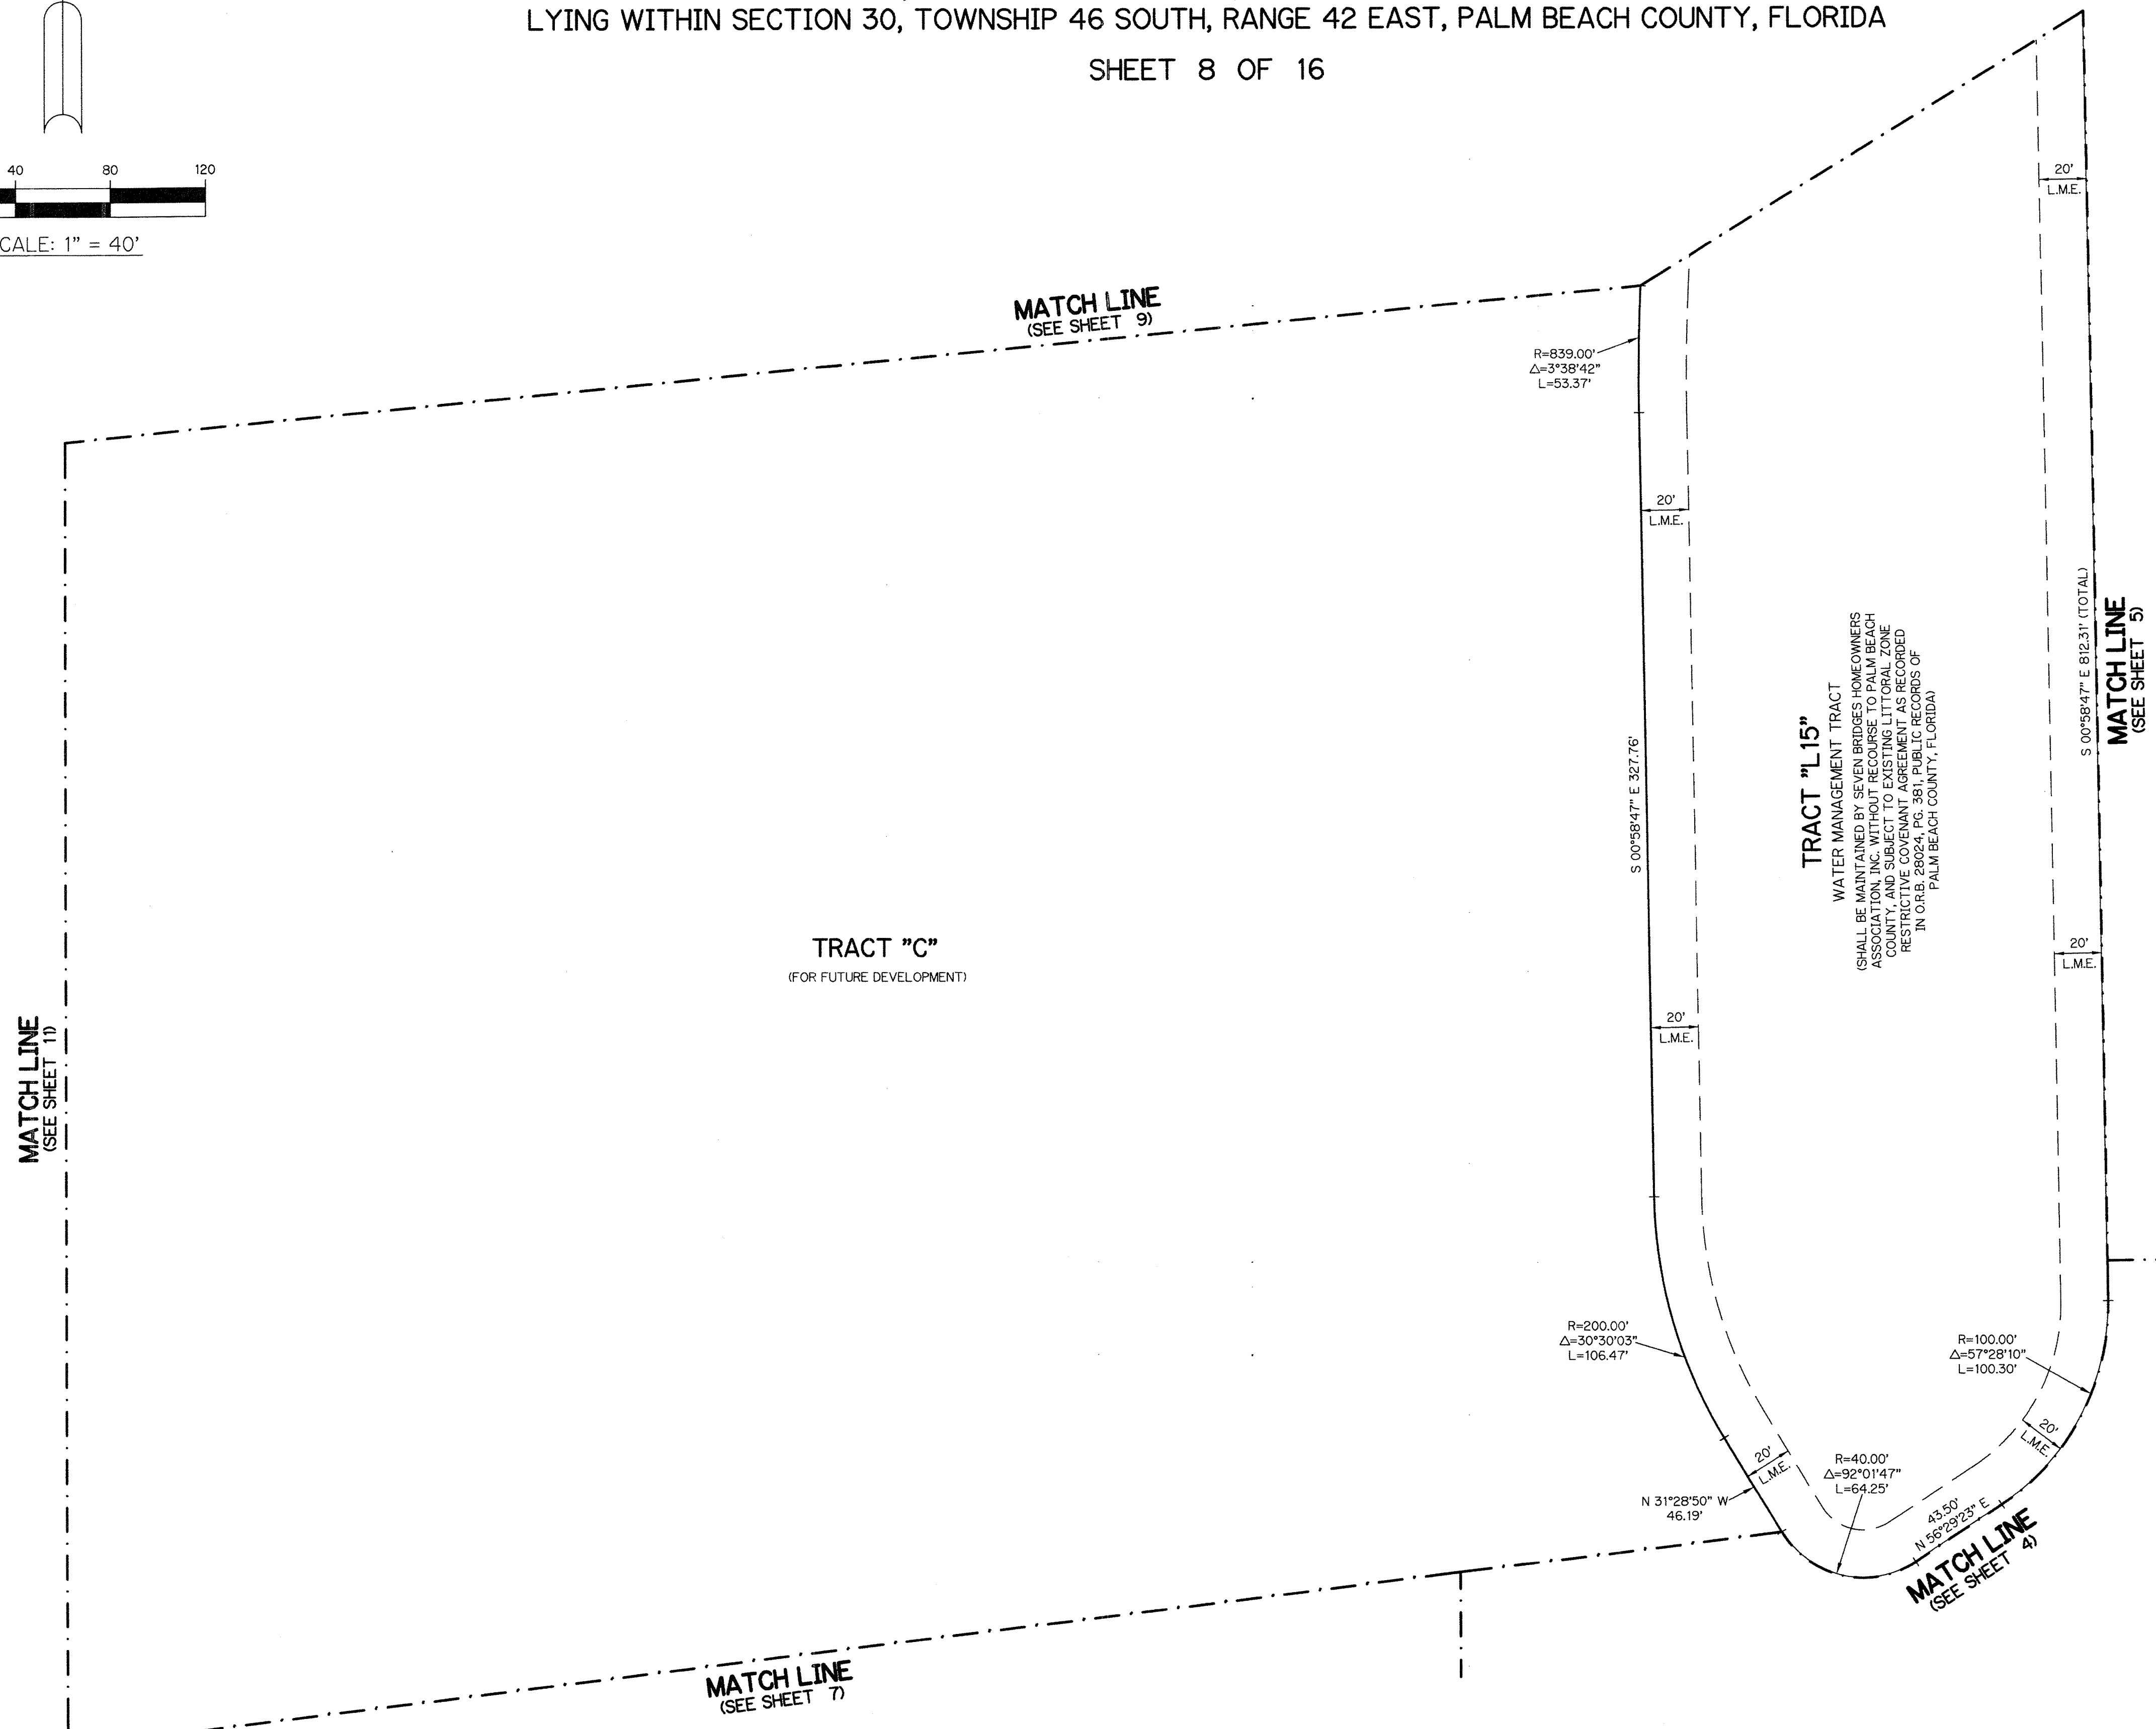 LYING WITHIN SECTION 30, TOWNSHIP 46 SOUTH, RANGE 42 EAST, PALM BEACH COUNTY, FLORIDA
SHEET 8 OF 16
40 80 120
CALE: 1" = 40'
MATCH LINE
(SEE SHEET 9)
20'
L.M.E.
R=839.00'
Δ=3°38'42"
L=53.37'
20'
L.M.E.
S 00°58'47" E 327.76'
S 00°58'47" E 812.31' (TOTAL)
MATCH LINE
(SEE SHEET 5)
TRACT "L15"
WATER MANAGEMENT TRACT
(SHALL BE MAINTAINED BY SEVEN BRIDGES HOMEOWNERS
ASSOCIATION, INC. WITHOUT RECOURSE TO PALM BEACH
COUNTY, AND SUBJECT TO EXISTING LITTORAL ZONE
RESTRICTIVE COVENANT AGREEMENT AS RECORDED
IN O.R.B. 28024, PG. 381, PUBLIC RECORDS OF
PALM BEACH COUNTY, FLORIDA)
TRACT "C"
(FOR FUTURE DEVELOPMENT)
20'
L.M.E.
20'
L.M.E.
MATCH LINE
(SEE SHEET 11)
R=200.00'
Δ=30°30'03"
L=106.47'
R=100.00'
Δ=57°28'10"
L=100.30'
20'
L.M.E.
20'
L.M.E.
R=40.00'
Δ=92°01'47"
L=64.25'
N 31°28'50" W
46.19'
43.50'
N 56°29'23" E
MATCH LINE
(SEE SHEET 4)
MATCH LINE
(SEE SHEET 7)